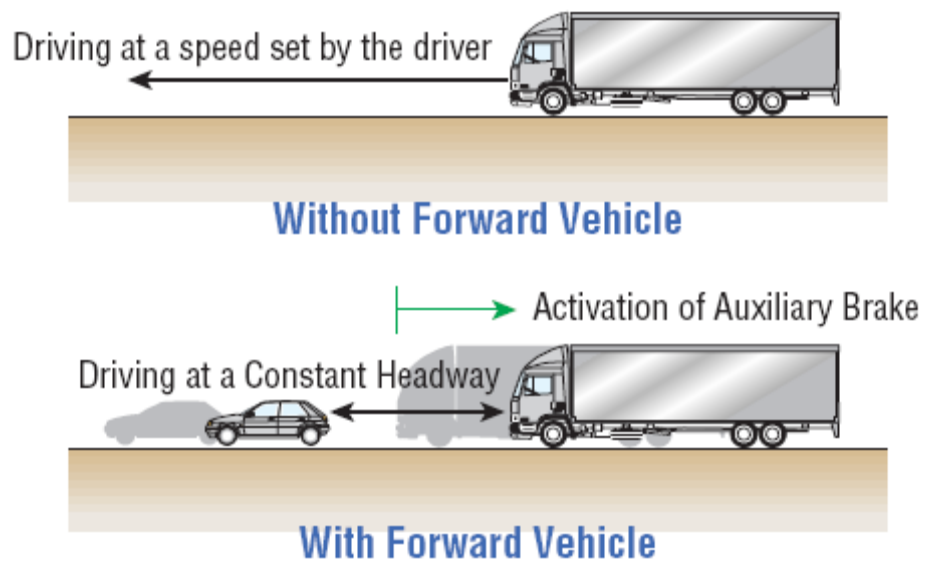 Driving at a speed set by the driver
Without Forward Vehicle
Activation of Auxiliary Brake
Driving at a Constant Headway
With Forward Vehicle